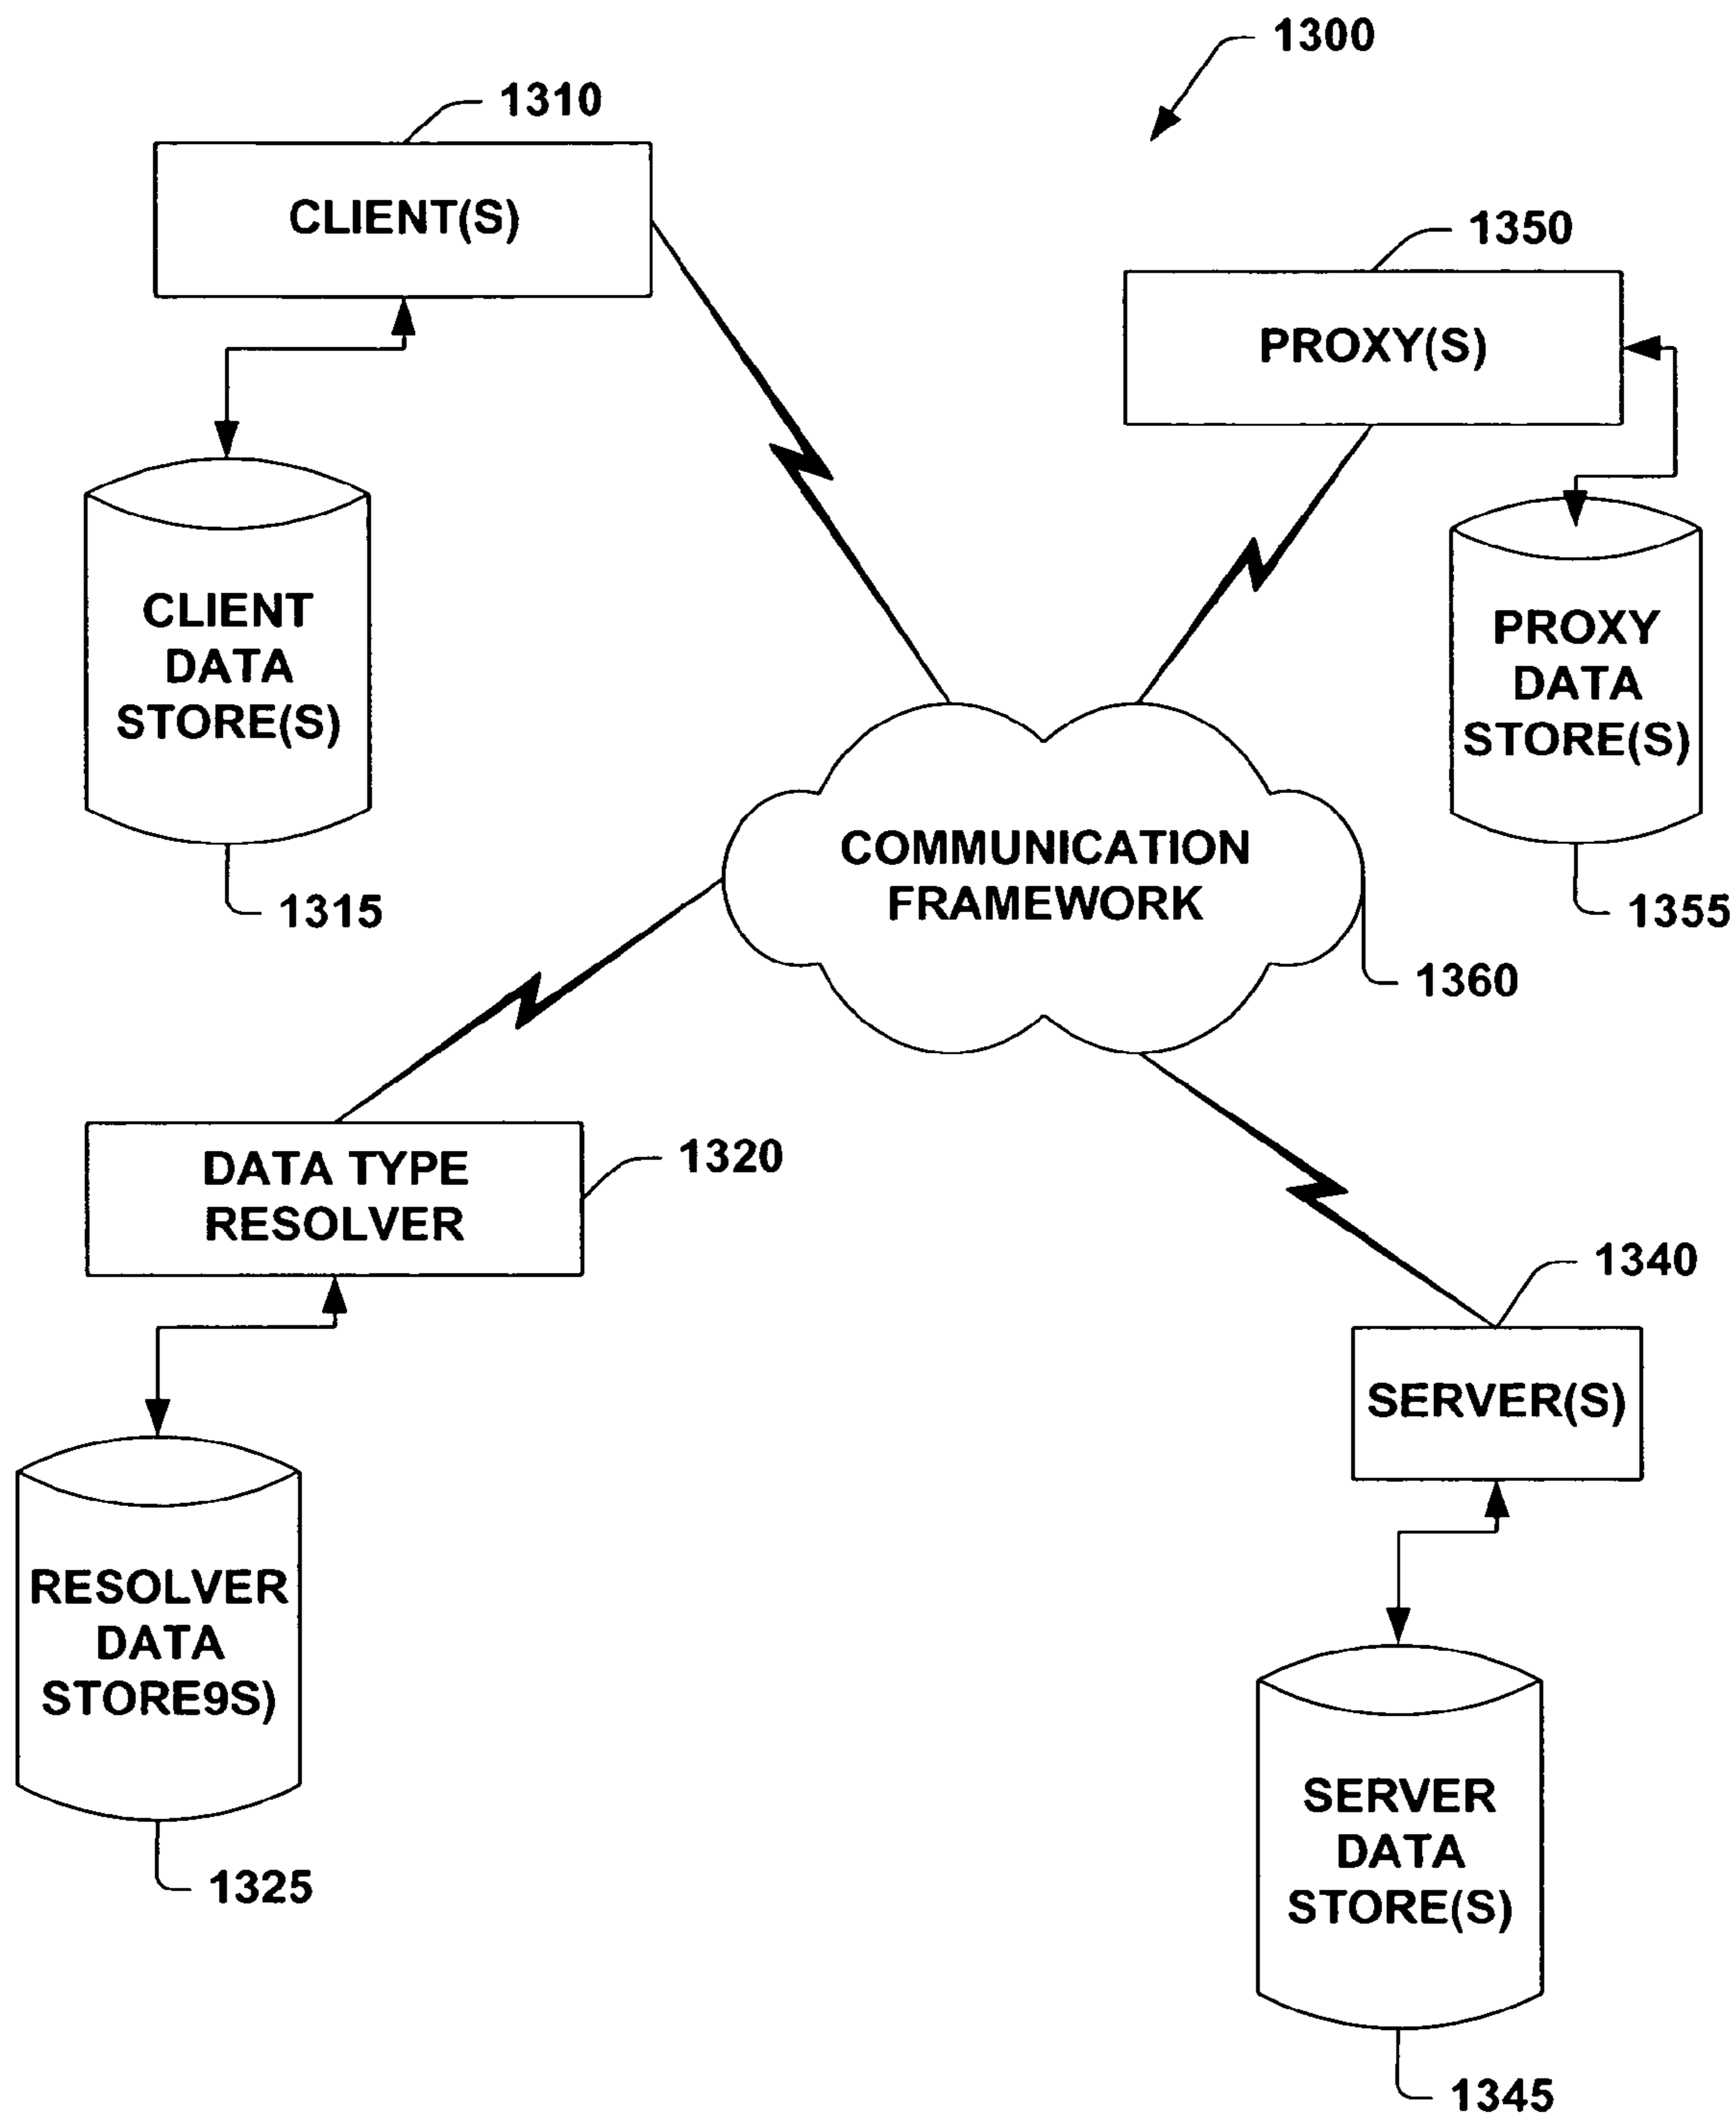 1300
1310
CLIENT(S)
1350
PROXY(S)
CLIENT
DATA
STORE(S)
PROXY
DATA
STORE(S)
COMMUNICATION
FRAMEWORK
1315
1355
1360
DATA TYPE
RESOLVER
1320
1340
SERVER(S)
RESOLVER
DATA
STORE9S)
SERVER
DATA
STORE(S)
1325
1345